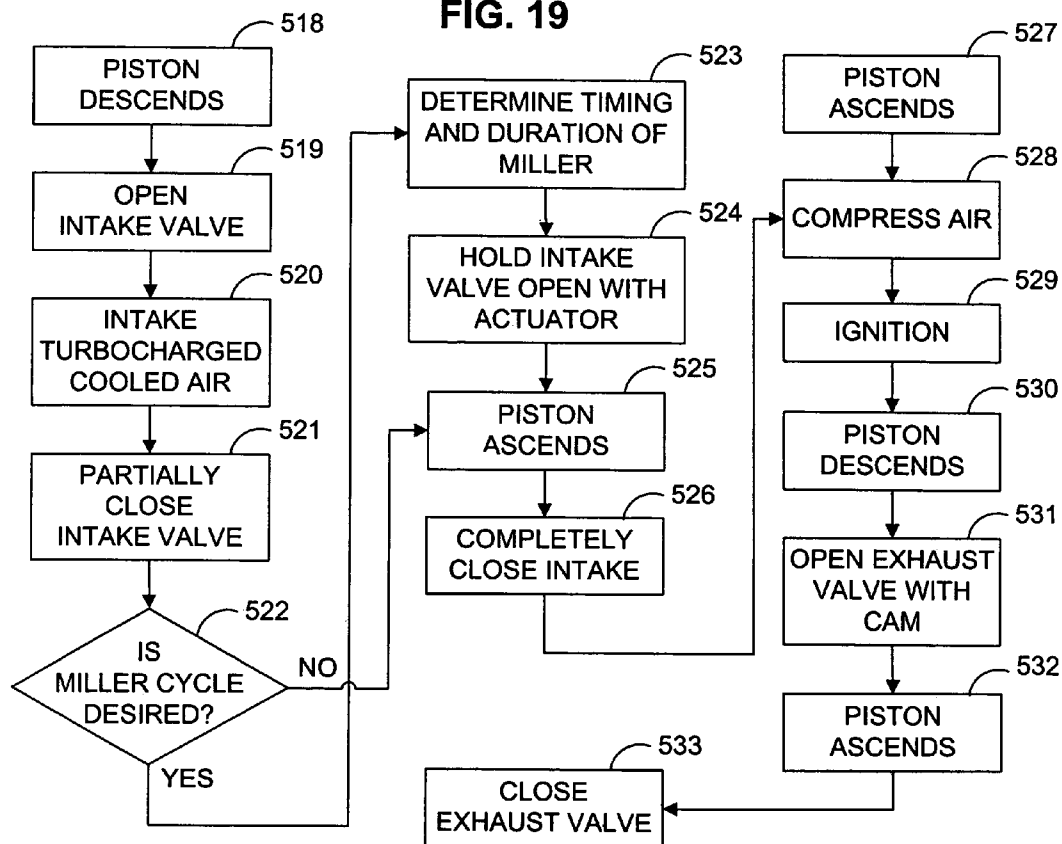 FIG. 19
518
PISTON
DESCENDS
519
OPEN
INTAKE VALVE
520
INTAKE
TURBOCHARGED
COOLED AIR
521
PARTIALLY
CLOSE
INTAKE VALVE
522
IS
MILLER CYCLE
DESIRED?
NO
YES
523
DETERMINE TIMING
AND DURATION OF
MILLER
524
HOLD INTAKE
VALVE OPEN WITH
ACTUATOR
525
PISTON
ASCENDS
526
COMPLETELY
CLOSE INTAKE
527
PISTON
ASCENDS
528
COMPRESS AIR
529
IGNITION
530
PISTON
DESCENDS
531
OPEN EXHAUST
VALVE WITH
CAM
532
PISTON
ASCENDS
533
CLOSE
EXHAUST VALVE